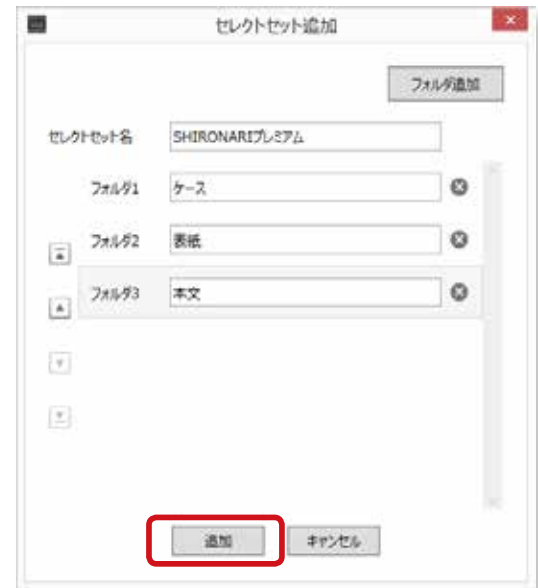 セレクトセット追加
フォルダ追加
セレクトセット名 SHIRONARIプレミアム
フォルダ1 ケース
フォルダ2 表紙
フォルダ3 本文
追加 キャンセル